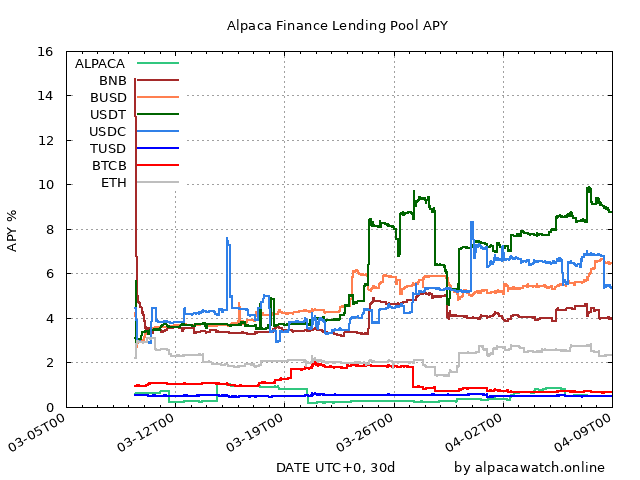 Alpaca Finance Lending Pool APY
16
14
12
10
8
6
4
2
0
APY %
ALPACA
BNB
BUSD
USDT
USDC
TUSD
BTCB
ETH
03-05T00
03-12T00
03-19T00
03-26T00
04-02T00
04-09T00
DATE UTC+0, 30d
by alpacawatch.online